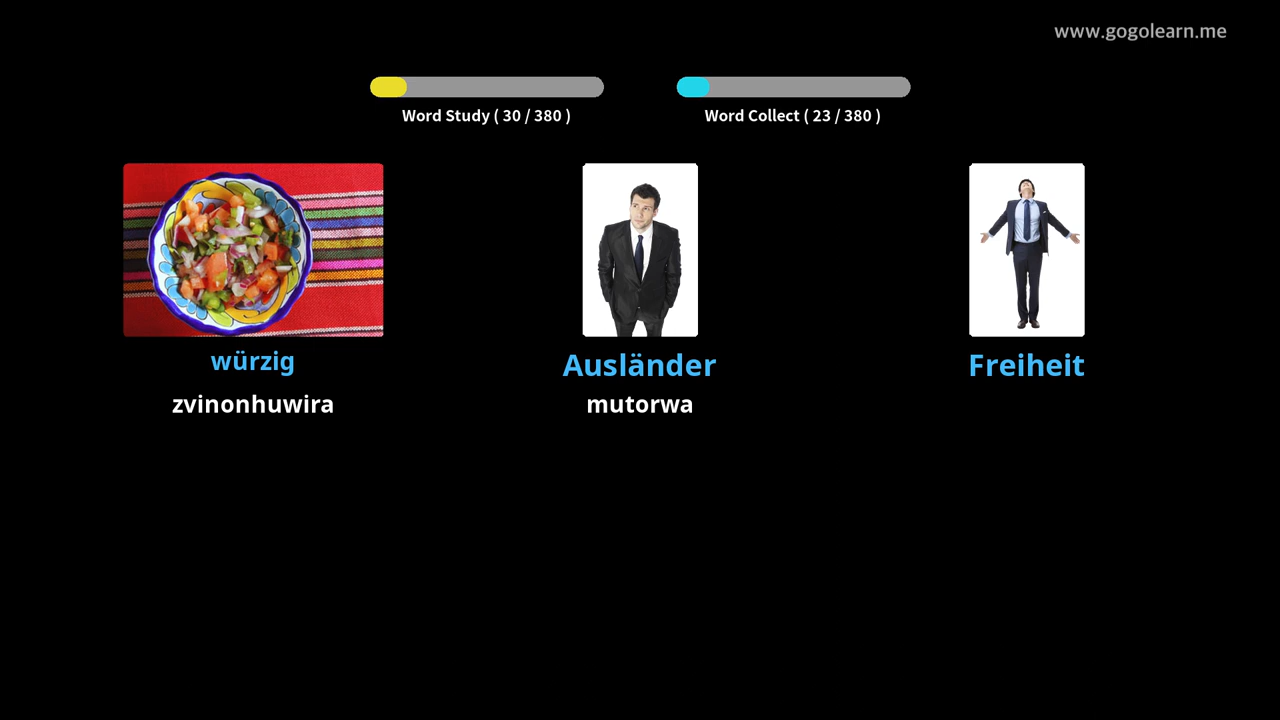 www.gogolearn.me
Word Study ( 30 / 380 )
Word Collect ( 23 / 380 )
würzig
Ausländer
Freiheit
zvinonhuwira
mutorwa